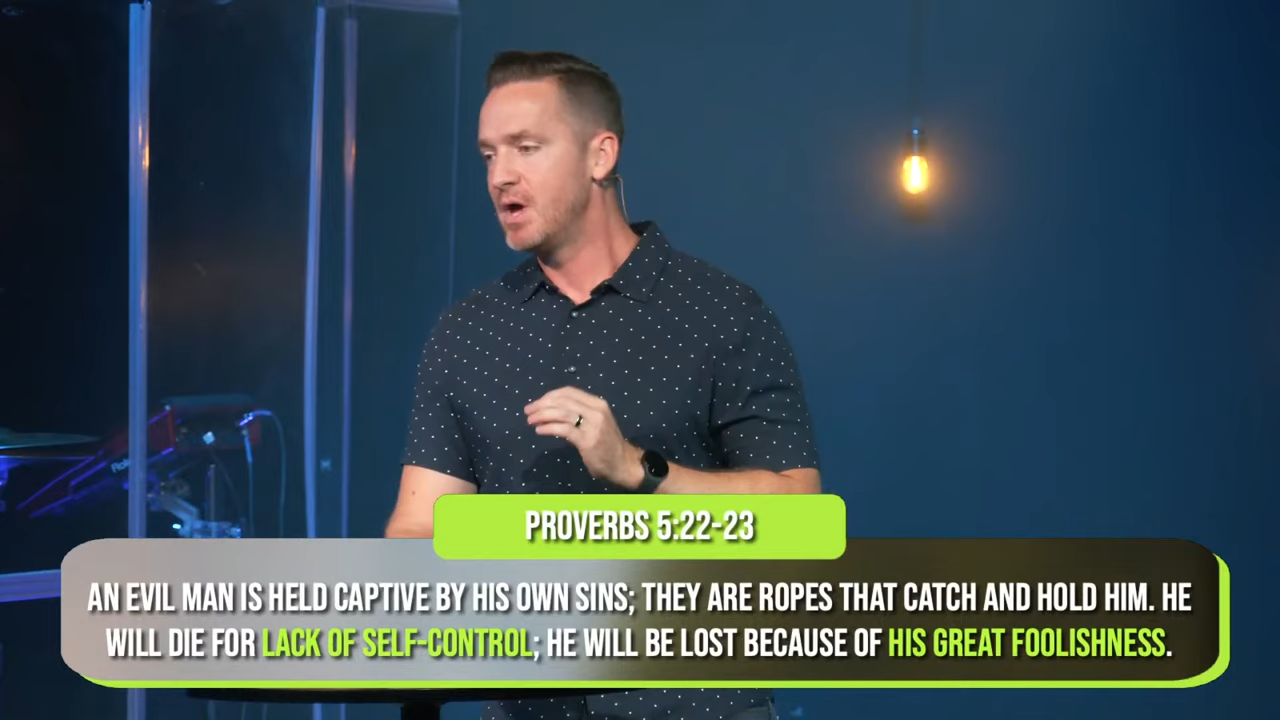 Roland
PROVERBS 5:22-23
AN EVIL MAN IS HELD CAPTIVE BY HIS OWN SINS; THEY ARE ROPES THAT CATCH AND HOLD HIM. HE
WILL DIE FOR LACK OF SELF-CONTROL; HE WILL BE LOST BECAUSE OF HIS GREAT FOOLISHNESS.